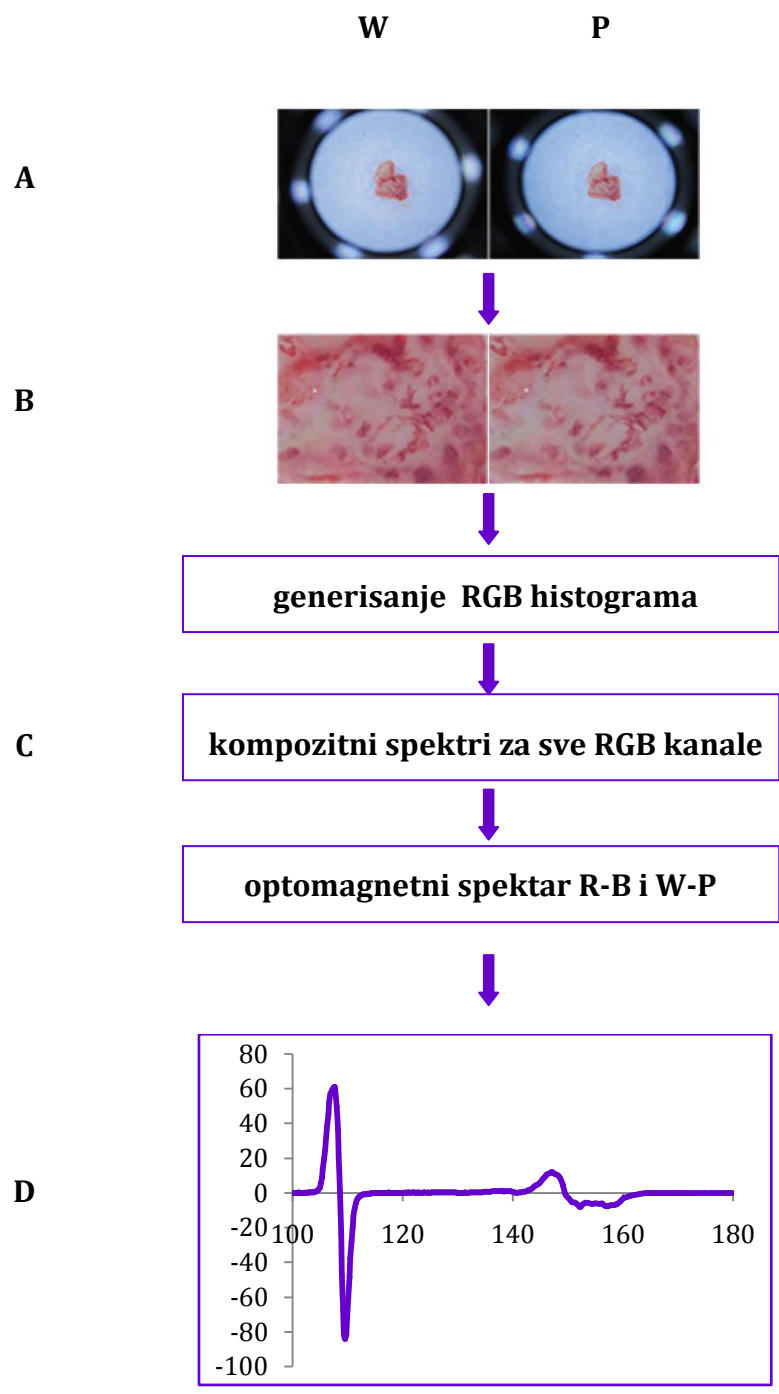 W P
A
B
generisanje RGB histograma
C
kompozitni spektri za sve RGB kanale
optomagnetni spektar R-B i W-P
D
80
60
40
20
0
-20
-40
-60
-80
-100
100 120 140 160 180